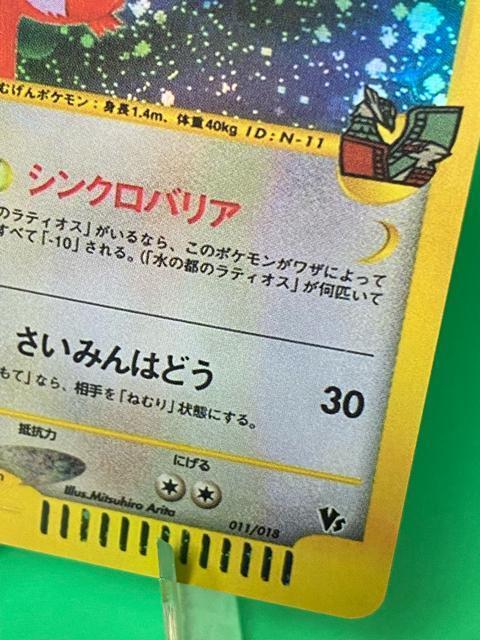 むげんポケモン：身長1.4m、体重40kg ID:N-11
シンクロバリア
のラティオス」がいるなら、このポケモンがワザによって
すべて「-10」される。（「水の都のラティオス」が何匹いて
さいみんはどう 30
もて」なら、相手を「ねむり」状態にする。
抵抗力
にげる
Illus.Mitsuhiro Arita
011/018
VS